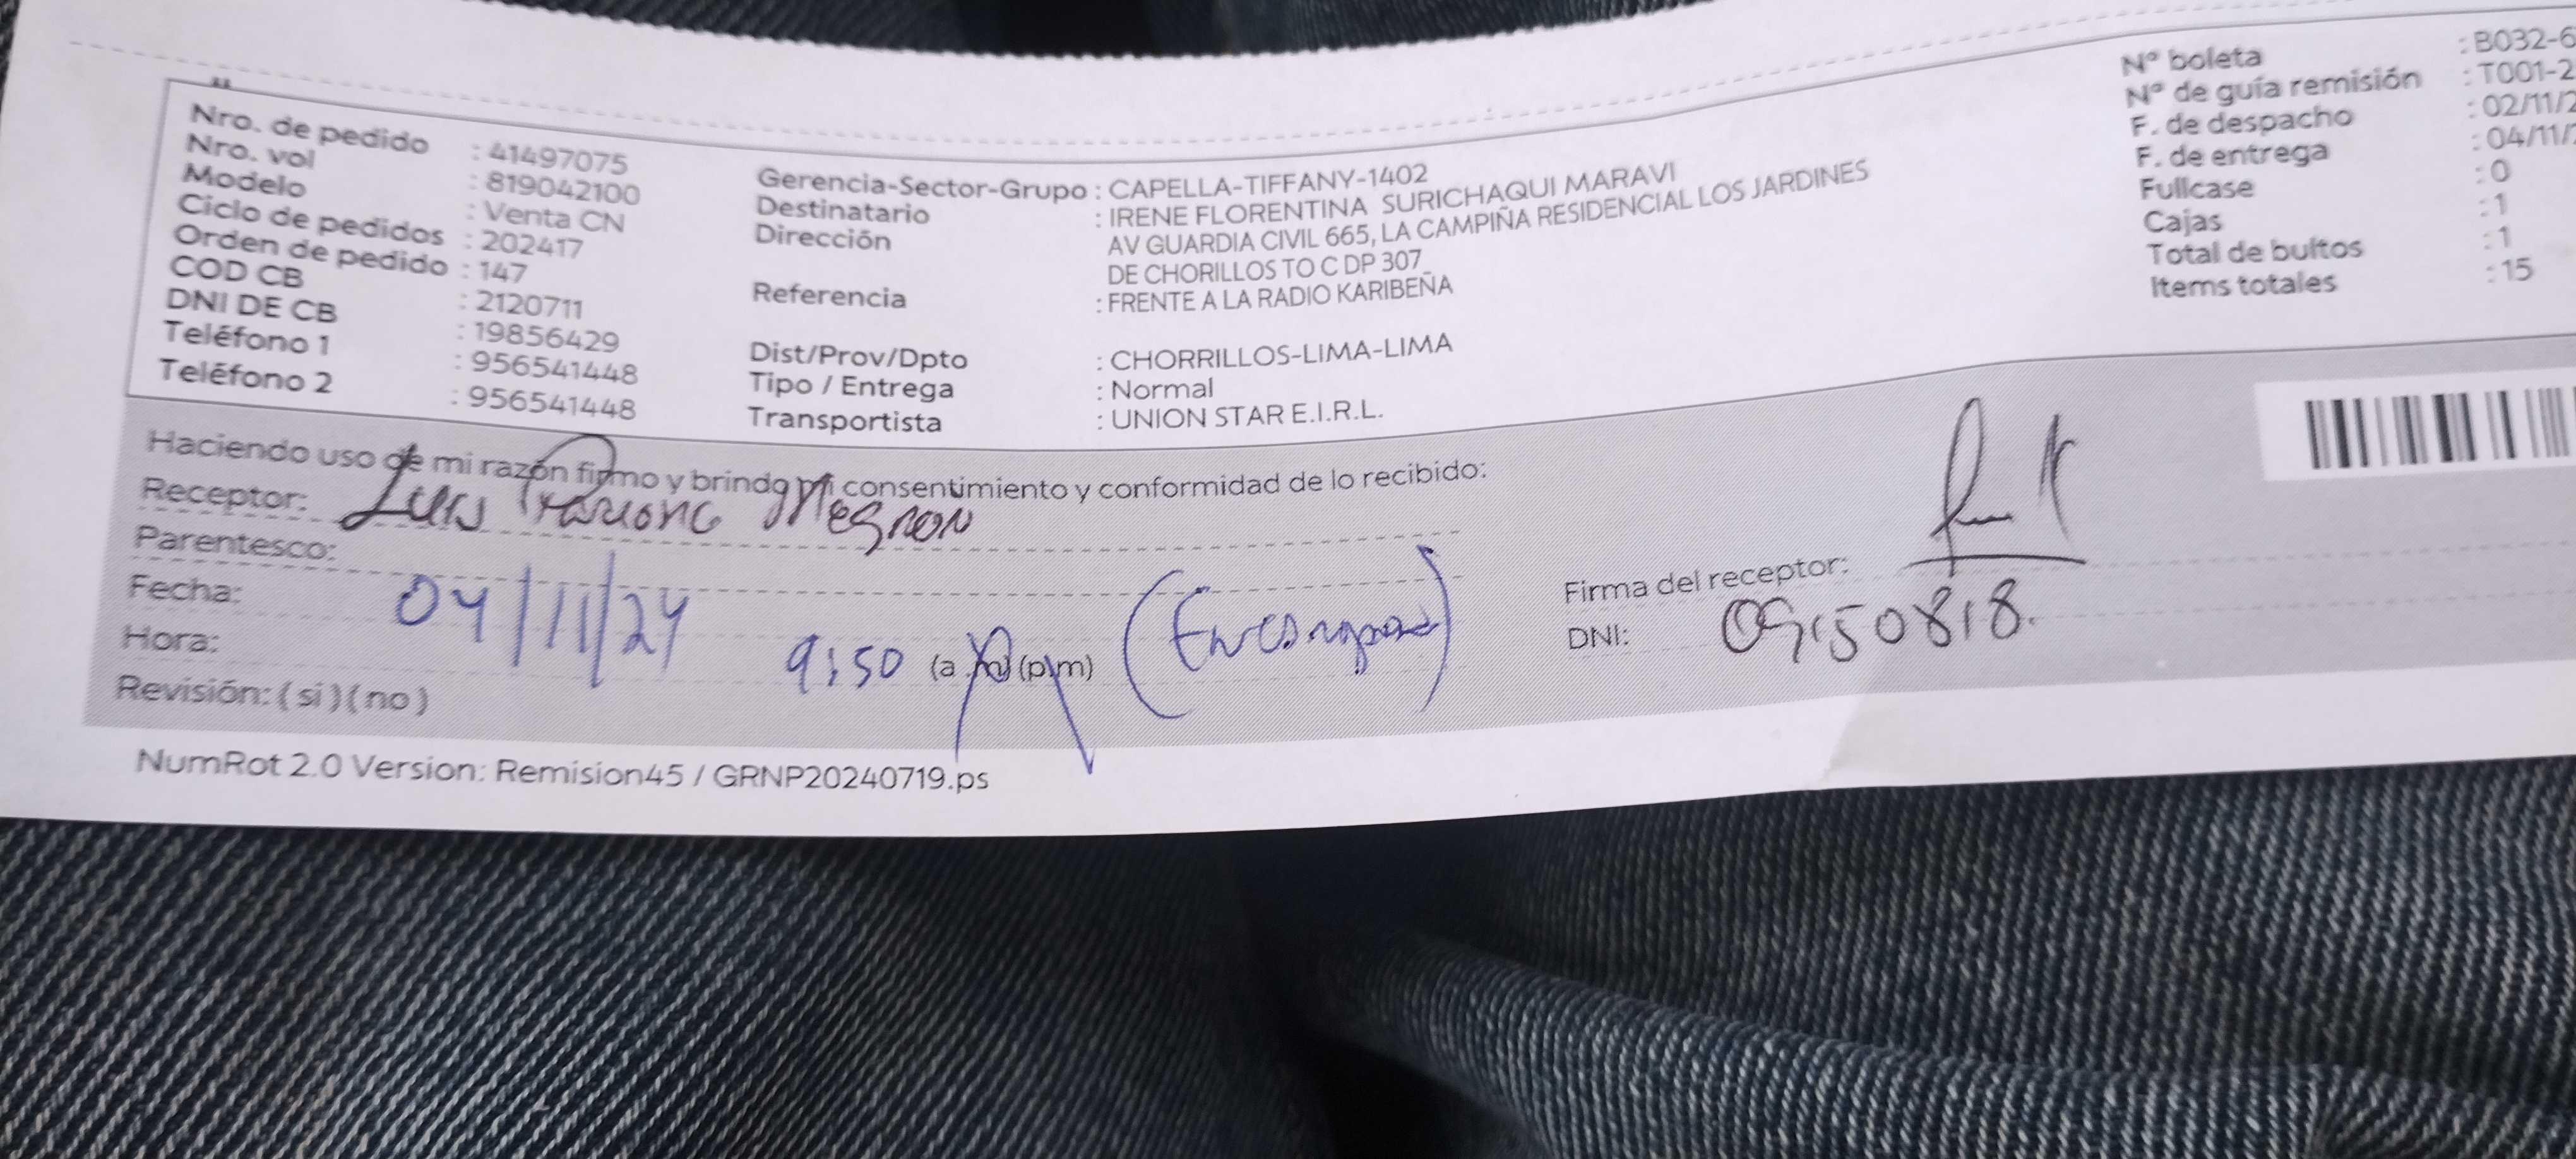 Nro. de pedido : 41497075
Nro. vol : 819042100
Modelo : Venta CN
Ciclo de pedidos : 202417
Orden de pedido : 147
COD CB : 2120711
DNI DE CB : 19856429
Teléfono 1 : 956541448
Teléfono 2 : 956541448
Gerencia-Sector-Grupo : CAPELLA-TIFFANY-1402
Destinatario : IRENE FLORENTINA SURICHAQUI MARAVI
Dirección AV GUARDIA CIVIL 665, LA CAMPIÑA RESIDENCIAL LOS JARDINES
DE CHORILLOS TO C DP 307
Referencia : FRENTE A LA RADIO KARIBEÑA
Dist/Prov/Dpto : CHORRILLOS-LIMA-LIMA
Tipo / Entrega : Normal
Transportista : UNION STAR E.I.R.L.
Nº boleta : B032-6
Nº de guía remisión : T001-2
F. de despacho : 02/11/2
F. de entrega : 04/11/2
Fullcase : 0
Cajas : 1
Total de bultos : 1
Items totales : 15
Haciendo uso de mi razón firmo y brindo mi consentimiento y conformidad de lo recibido:
Receptor: Luis Negron
Parentesco:
Fecha: 04/11/24
Hora: 9:50 (a .m) (p.m)
Revisión: ( si ) ( no )
Firma del receptor:
DNI: 09150818.
NumRot 2.0 Version: Remision45 / GRNP20240719.ps